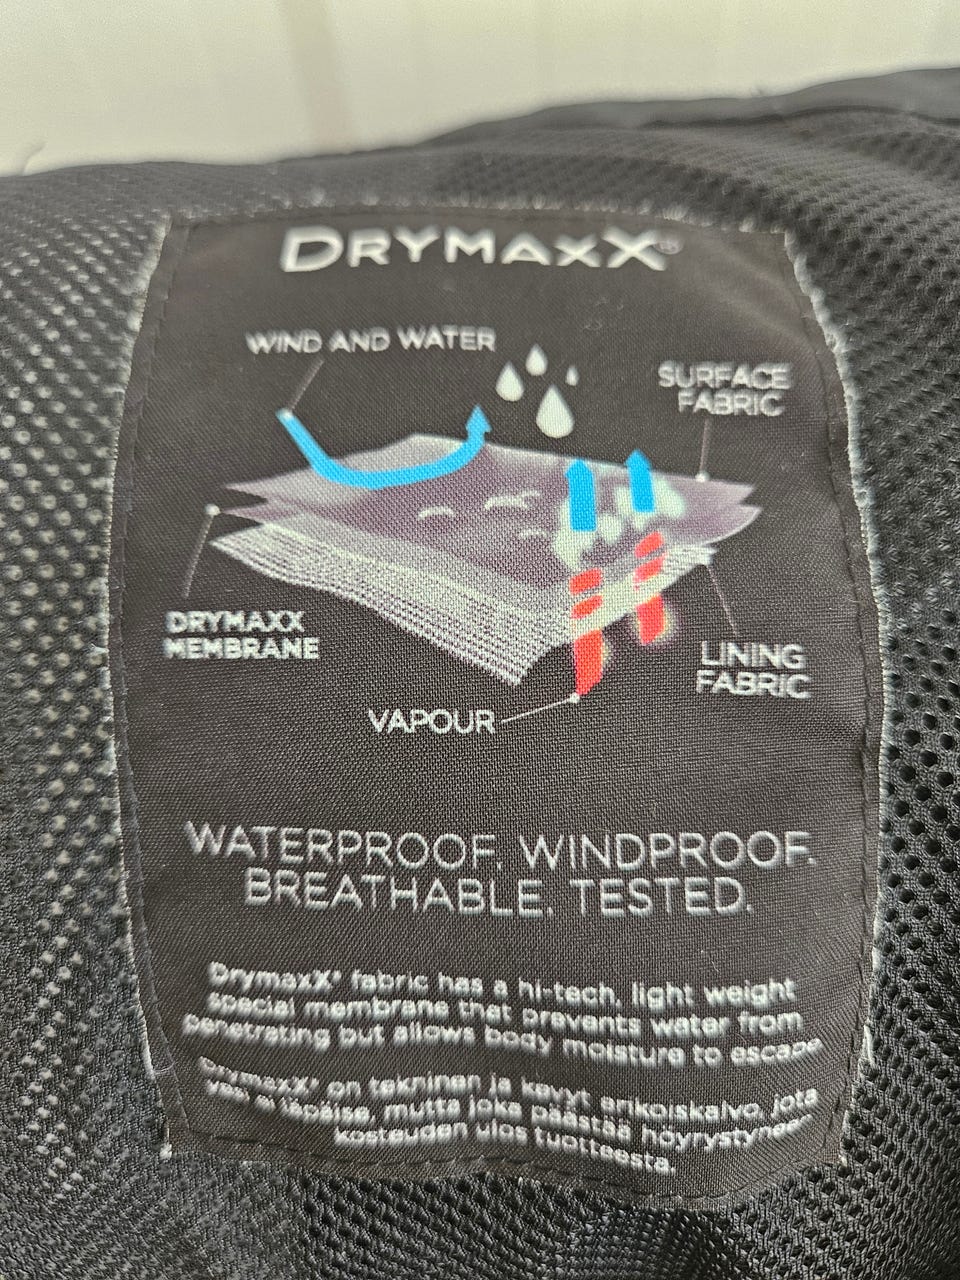 DRYMAXX®
WIND AND WATER
SURFACE
FABRIC
DRYMAXX
MEMBRANE
LINING
FABRIC
VAPOUR
WATERPROOF. WINDPROOF.
BREATHABLE. TESTED.
DrymaxX® fabric has a hi-tech, light weight
special membrane that prevents water from
penetrating but allows body moisture to escape
DrymaxX® on tekninen ja kevyt erikoiskalvo, jota
vesi ei läpäise, mutta joka päästää höyrystyneen
kosteuden ulos tuotteesta.